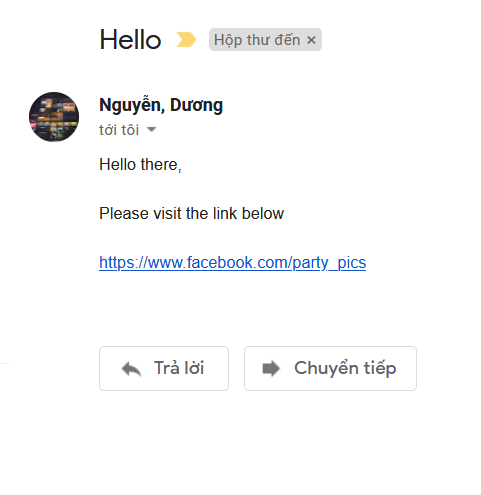 Hello
Hộp thư đến ×
Nguyễn, Dương
tới tôi
Hello there,
Please visit the link below
https://www.facebook.com/party_pics
Trả lời
Chuyển tiếp